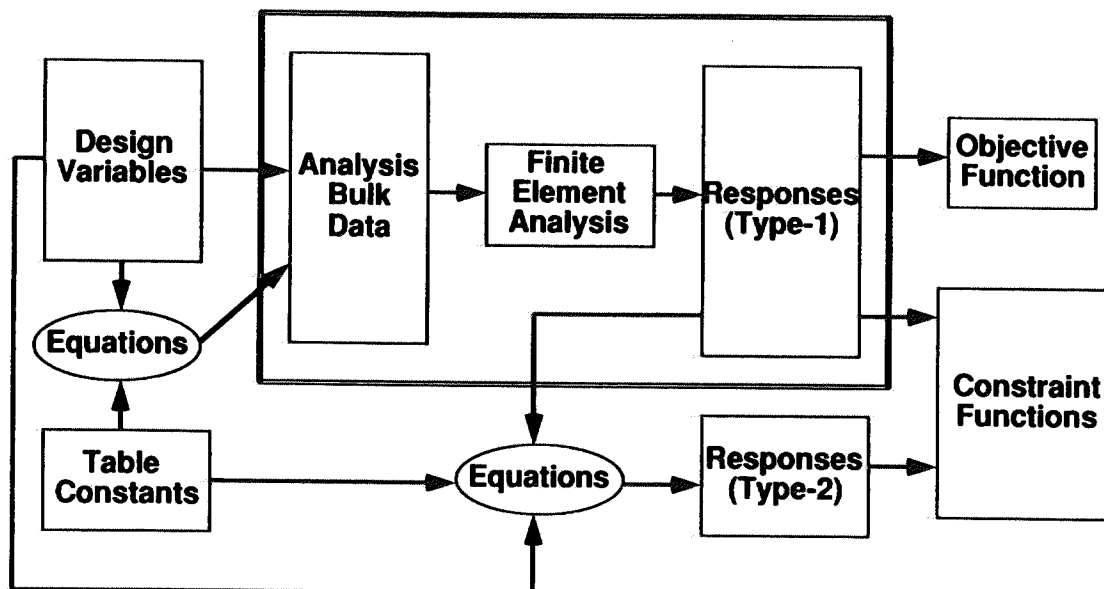 Design
Variables
Analysis
Bulk
Data
Finite
Element
Analysis
Responses
(Type-1)
Objective
Function
Equations
Constraint
Functions
Table
Constants
Equations
Responses
(Type-2)